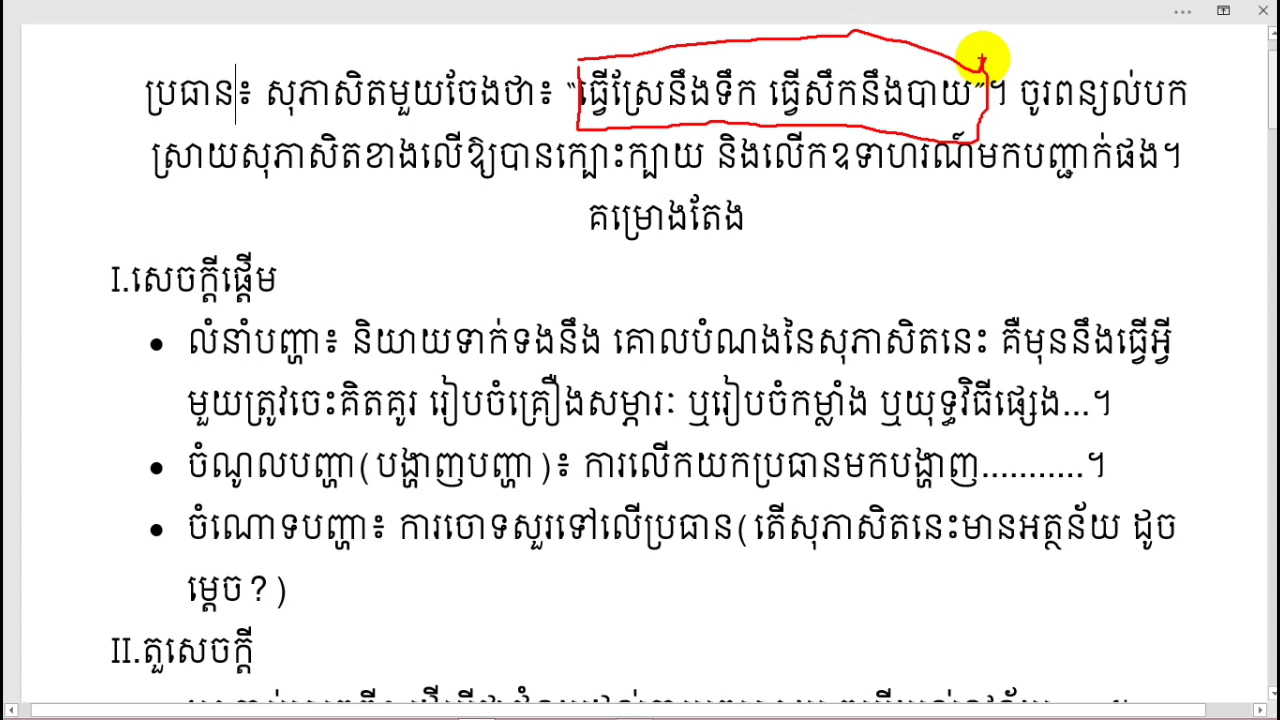 ប្រធាន៖ សុភាសិតមួយចែងថា៖ “ធ្វើស្រែនឹងទឹក ធ្វើសឹកនឹងបាយ”។ ចូរពន្យល់បក
ស្រាយសុភាសិតខាងលើឱ្យបានក្បោះក្បាយ និងលើកឧទាហរណ៍មកបញ្ជាក់ផង។
គម្រោងតែង
I.សេចក្តីផ្តើម
• លំនាំបញ្ហា៖ និយាយទាក់ទងនឹង គោលបំណងនៃសុភាសិតនេះ គឺមុននឹងធ្វើអ្វី
មួយត្រូវចេះគិតគូរ រៀបចំគ្រឿងសម្ភារៈ ឬរៀបចំកម្លាំង ឬយុទ្ធវិធីផ្សេង...។
• ចំណូលបញ្ហា(បង្ហាញបញ្ហា)៖ ការលើកយកប្រធានមកបង្ហាញ...........។
• ចំណោទបញ្ហា៖ ការចោទសួរទៅលើប្រធាន(តើសុភាសិតនេះមានអត្ថន័យ ដូច
ម្តេច?)
II.តួសេចក្តី